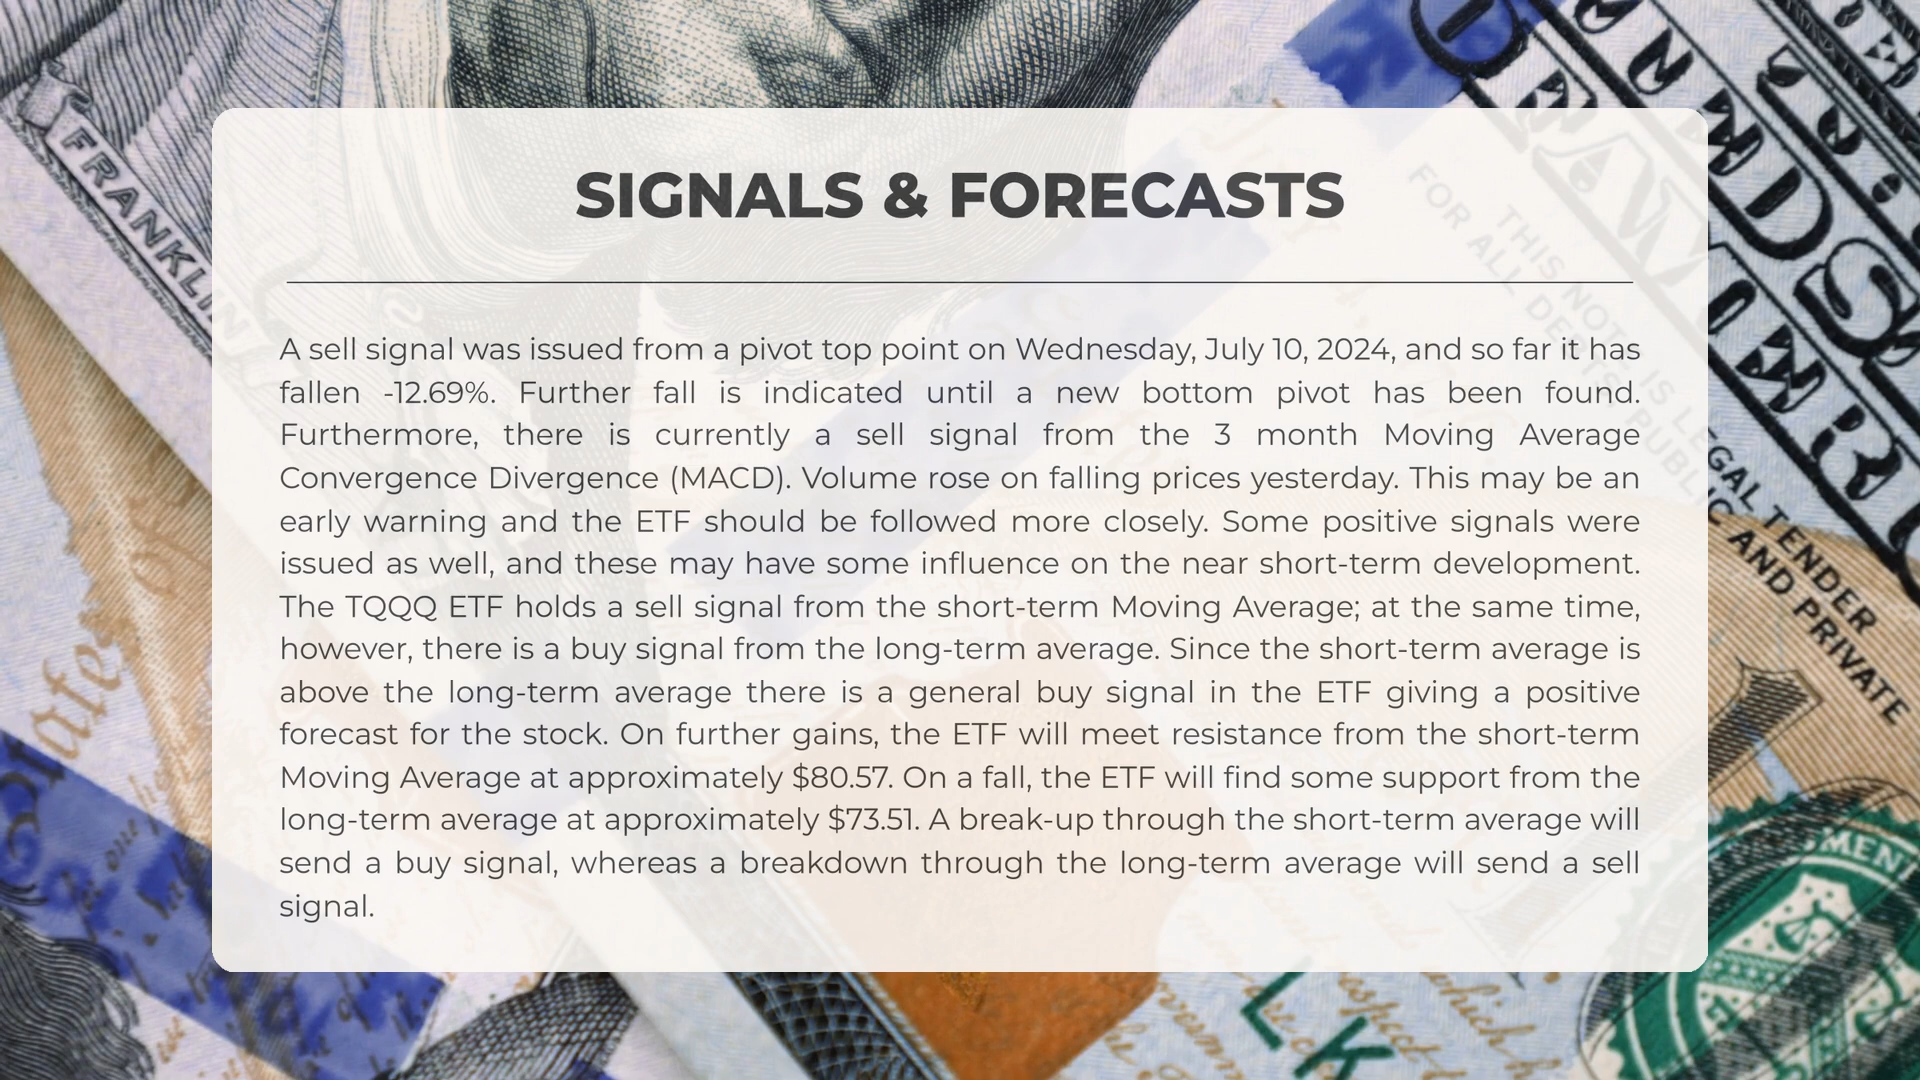 FRANKLIN
SIGNALS & FORECASTS
A sell signal was issued from a pivot top point on Wednesday, July 10, 2024, and so far it has
fallen -12.69%. Further fall is indicated until a new bottom pivot has been found.
Furthermore, there is currently a sell signal from the 3 month Moving Average
Convergence Divergence (MACD). Volume rose on falling prices yesterday. This may be an
early warning and the ETF should be followed more closely. Some positive signals were
issued as well, and these may have some influence on the near short-term development.
The TQQQ ETF holds a sell signal from the short-term Moving Average; at the same time,
however, there is a buy signal from the long-term average. Since the short-term average is
above the long-term average there is a general buy signal in the ETF giving a positive
forecast for the stock. On further gains, the ETF will meet resistance from the short-term
Moving Average at approximately $80.57. On a fall, the ETF will find some support from the
long-term average at approximately $73.51. A break-up through the short-term average will
send a buy signal, whereas a breakdown through the long-term average will send a sell
signal.
THIS NOTE IS LEGAL TENDER
FOR ALL DEBTS PUBLIC AND PRIVATE
L K